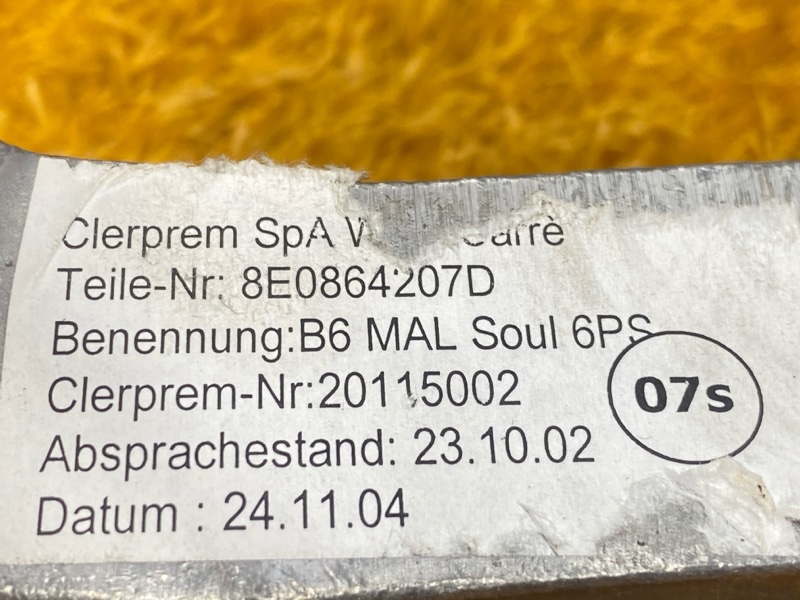 Clerprem SpA
Carrè
Teile-Nr: 8E0864207D
Benennung:B6 MAL Soul 6PS
Clerprem-Nr:20115002
07s
Absprachestand: 23.10.02
Datum : 24.11.04